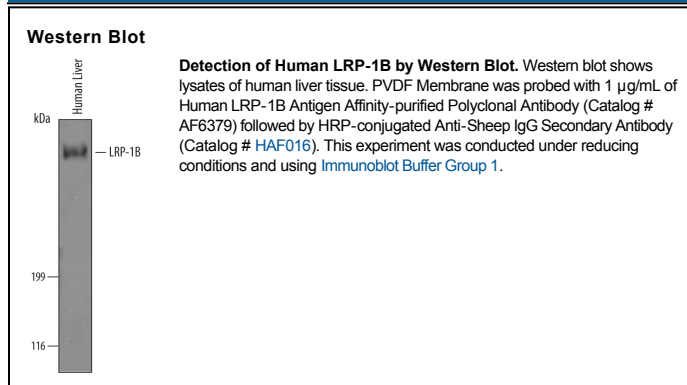 Western Blot
Human Liver
kDa
LRP-1B
199
116
Detection of Human LRP-1B by Western Blot. Western blot shows
lysates of human liver tissue. PVDF Membrane was probed with 1 µg/mL of
Human LRP-1B Antigen Affinity-purified Polyclonal Antibody (Catalog #
AF6379) followed by HRP-conjugated Anti-Sheep IgG Secondary Antibody
(Catalog # HAF016). This experiment was conducted under reducing
conditions and using Immunoblot Buffer Group 1.